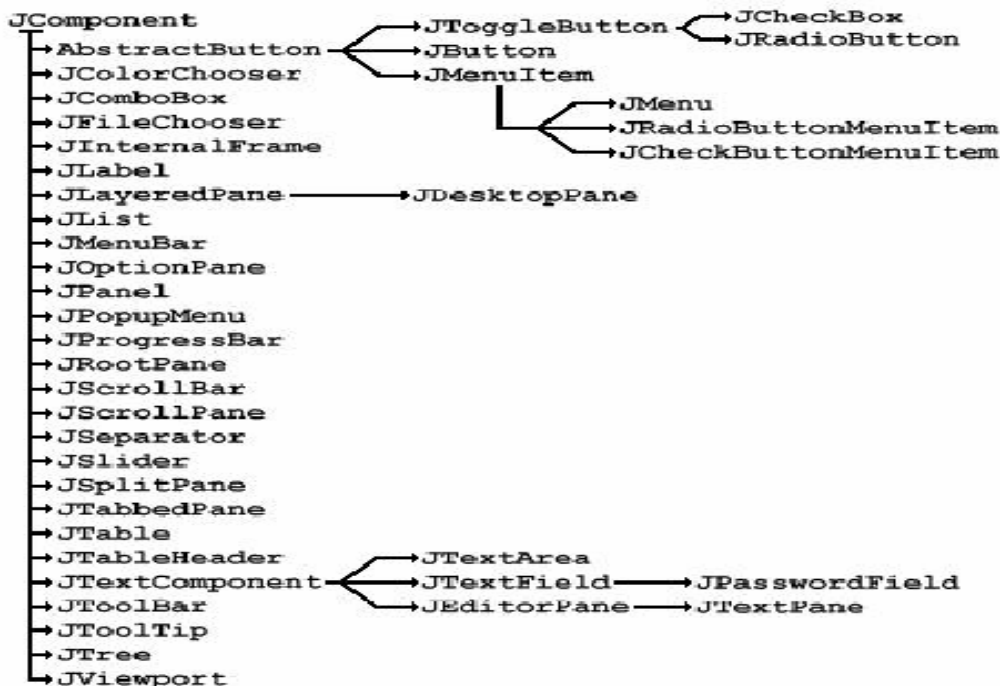 JComponent
AbstractButton JToggleButton JCheckBox
JRadioButton
JButton
JColorChooser JMenuItem
JComboBox JMenu
JFileChooser JRadioButtonMenuItem
JInternalFrame JCheckButtonMenuItem
JLabel
JLayeredPane JDesktopPane
JList
JMenuBar
JOptionPane
JPanel
JPopupMenu
JProgressBar
JRootPane
JScrollBar
JScrollPane
JSeparator
JSlider
JSplitPane
JTabbedPane
JTable
JTableHeader JTextArea
JTextComponent JTextField JPasswordField
JToolBar JEditorPane JTextPane
JToolTip
JTree
JViewport